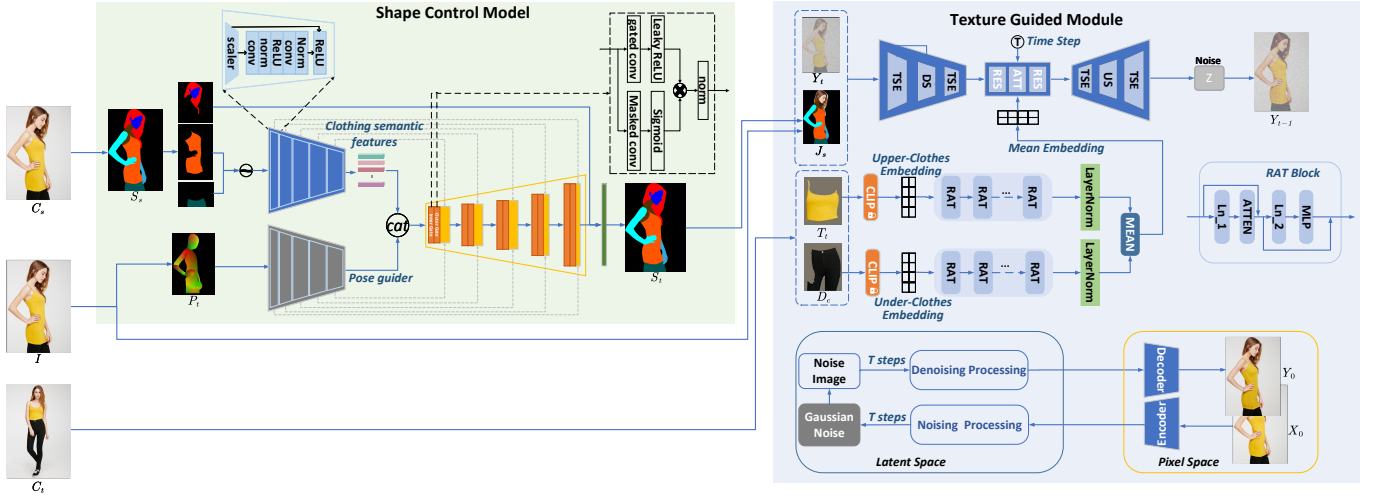 Shape Control Model
scaler
conv
norm
ReLU
conv
Norm
ReLU
gated conv
Leaky ReLU
norm
Masked conv
Sigmoid
Clothing semantic
features
cat
Pose guider
C_s
S_s
P_t
S_t
I
C_t
Texture Guided Module
Y_t
J_s
TSE
DS
TSE
T
Time Step
RES
ATT
RES
TSE
US
TSE
Noise
Z
Y_{t-1}
Mean Embedding
Upper-Clothes
Embedding
T_t
CLIP
RAT
RAT
...
RAT
LayerNorm
MEAN
D_c
CLIP
RAT
RAT
...
RAT
LayerNorm
Under-Clothes
Embedding
RAT Block
Ln_1
ATTEN
Ln_2
MLP
Noise
Image
T steps
Denoising Processing
Gaussian
Noise
T steps
Noising Processing
Latent Space
Decoder
Encoder
Y_0
X_0
Pixel Space